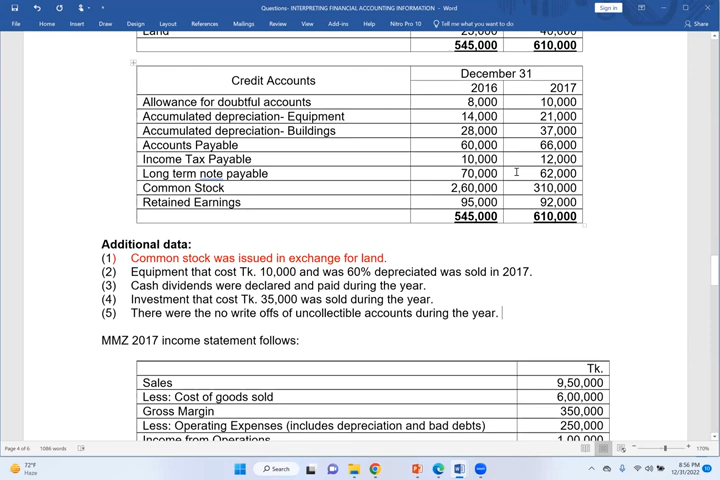 Questions- INTERPRETING FINANCIAL ACCOUNTING INFORMATION - Word
Sign in
File Home Insert Draw Design Layout References Mailings Review View Add-ins Help Nitro Pro 10 Tell me what you want to do Share
Land 25,000 40,000
545,000 610,000
Credit Accounts December 31
2016 2017
Allowance for doubtful accounts 8,000 10,000
Accumulated depreciation- Equipment 14,000 21,000
Accumulated depreciation- Buildings 28,000 37,000
Accounts Payable 60,000 66,000
Income Tax Payable 10,000 12,000
Long term note payable 70,000 62,000
Common Stock 2,60,000 310,000
Retained Earnings 95,000 92,000
545,000 610,000
Additional data:
(1) Common stock was issued in exchange for land.
(2) Equipment that cost Tk. 10,000 and was 60% depreciated was sold in 2017.
(3) Cash dividends were declared and paid during the year.
(4) Investment that cost Tk. 35,000 was sold during the year.
(5) There were the no write offs of uncollectible accounts during the year.
MMZ 2017 income statement follows:
Tk.
Sales 9,50,000
Less: Cost of goods sold 6,00,000
Gross Margin 350,000
Less: Operating Expenses (includes depreciation and bad debts) 250,000
Income from Operations 1,00,000
Page 4 of 6 1086 words 170%
72°F
Haze
Search
8:56 PM
12/31/2022